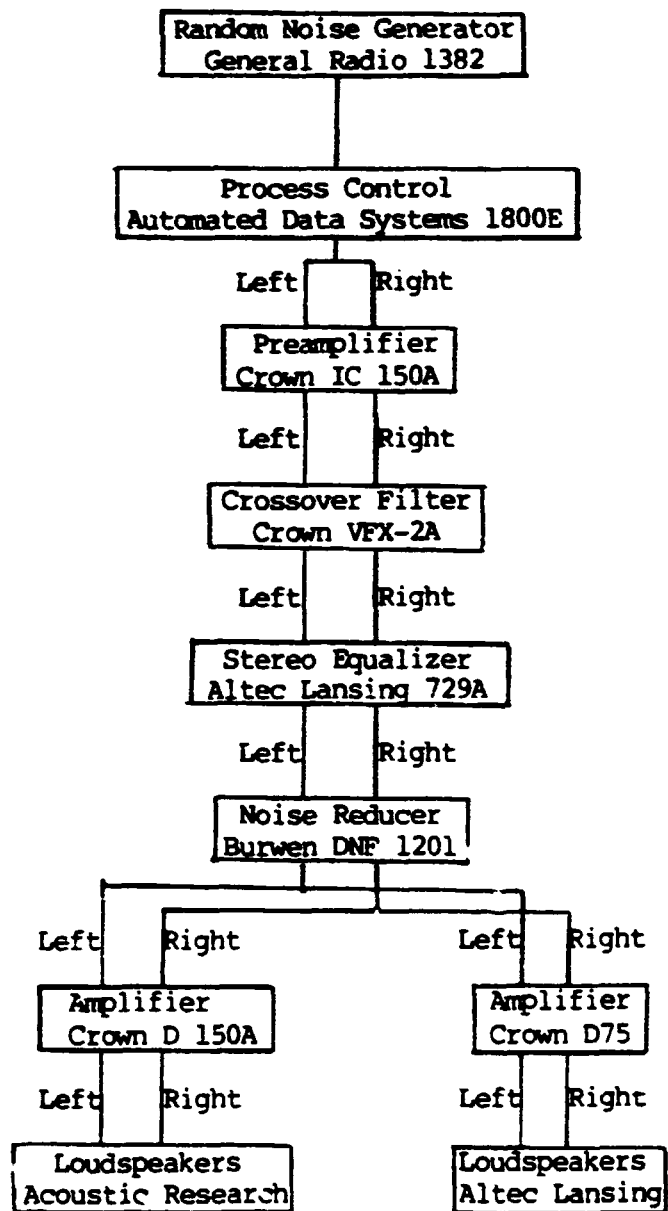 Random Noise Generator
General Radio 1382
Process Control
Automated Data Systems 1800E
Left Right
Preamplifier
Crown IC 150A
Left Right
Crossover Filter
Crown VFX-2A
Left Right
Stereo Equalizer
Altec Lansing 729A
Left Right
Noise Reducer
Burwen DNF 1201
Left Right Left Right
Amplifier
Crown D 150A
Amplifier
Crown D75
Left Right Left Right
Loudspeakers
Acoustic Research
Loudspeakers
Altec Lansing